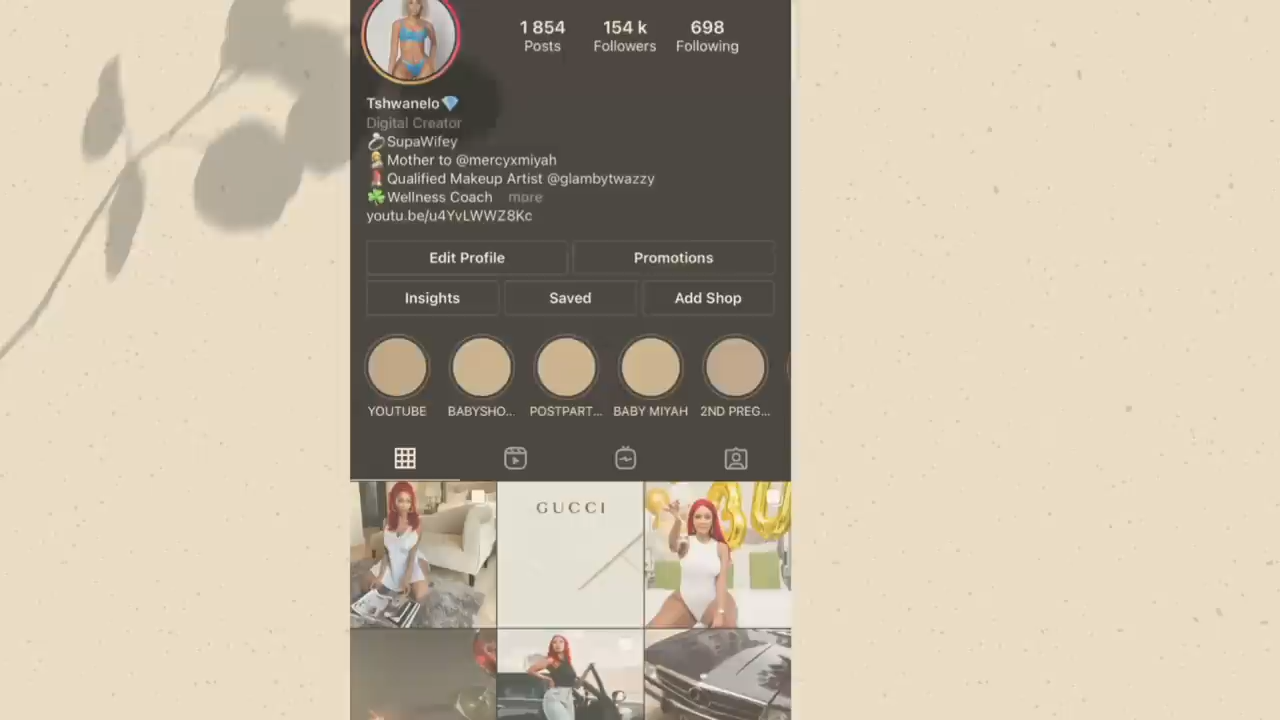 1 854 154 k 698
Posts Followers Following
Tshwanelo💎
Digital Creator
💍SupaWifey
🤱Mother to @mercyxmiyah
💄Qualified Makeup Artist @glambytwazzy
☘️Wellness Coach more
youtu.be/u4YvLWWZ8Kc
Edit Profile Promotions
Insights Saved Add Shop
YOUTUBE BABYSHO... POSTPART... BABY MIYAH 2ND PREG...
GUCCI
30